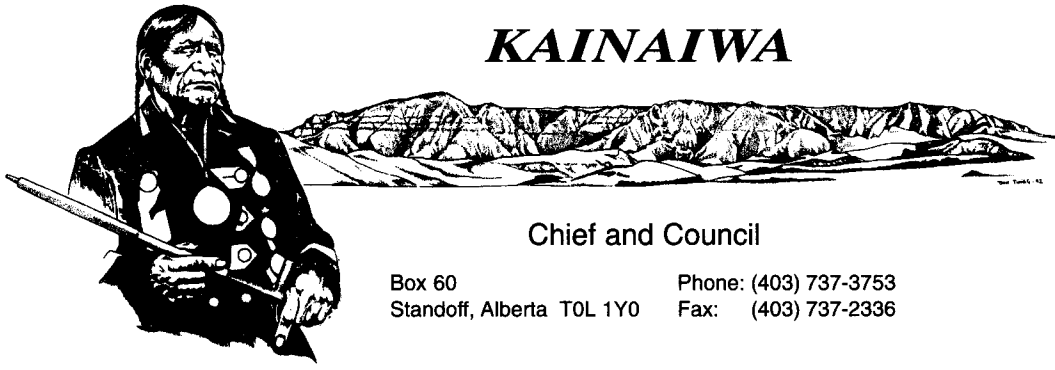 KAINAIWA
Chief and Council
Box 60
Phone: (403) 737-3753
Standoff, Alberta T0L 1Y0
Fax: (403) 737-2336